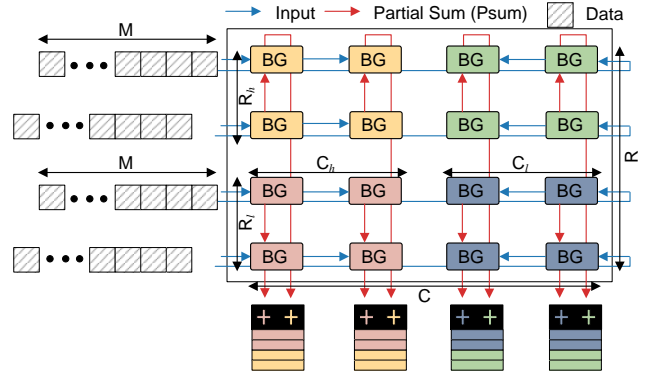 Input Partial Sum (Psum) Data
M
BG BG BG BG
R_h
BG BG BG BG
M
C_h C_l
R
BG BG BG BG
R_l
BG BG BG BG
C
+ + + + + + + +